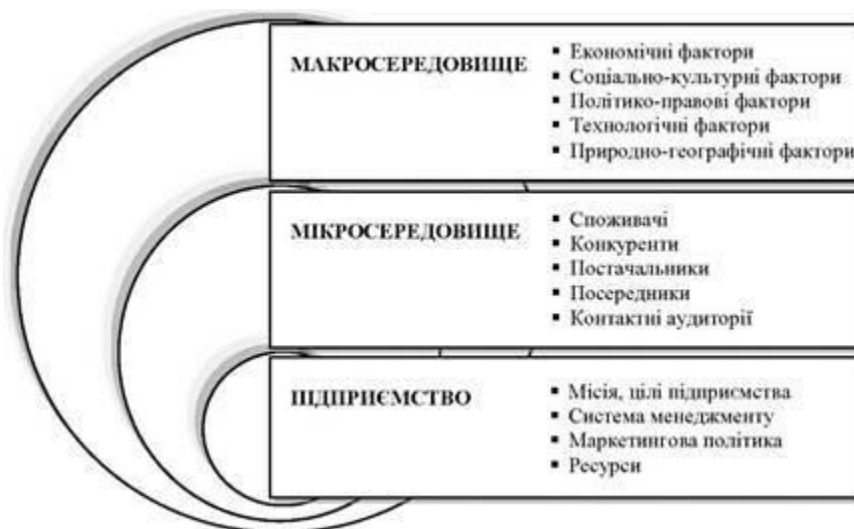 МАКРОСЕРЕДОВИЩЕ
▪ Економічні фактори
▪ Соціально-культурні фактори
▪ Політико-правові фактори
▪ Технологічні фактори
▪ Природно-географічні фактори
МІКРОСЕРЕДОВИЩЕ
▪ Споживачі
▪ Конкуренти
▪ Постачальники
▪ Посередники
▪ Контактні аудиторії
ПІДПРИЄМСТВО
▪ Місія, цілі підприємства
▪ Система менеджменту
▪ Маркетингова політика
▪ Ресурси